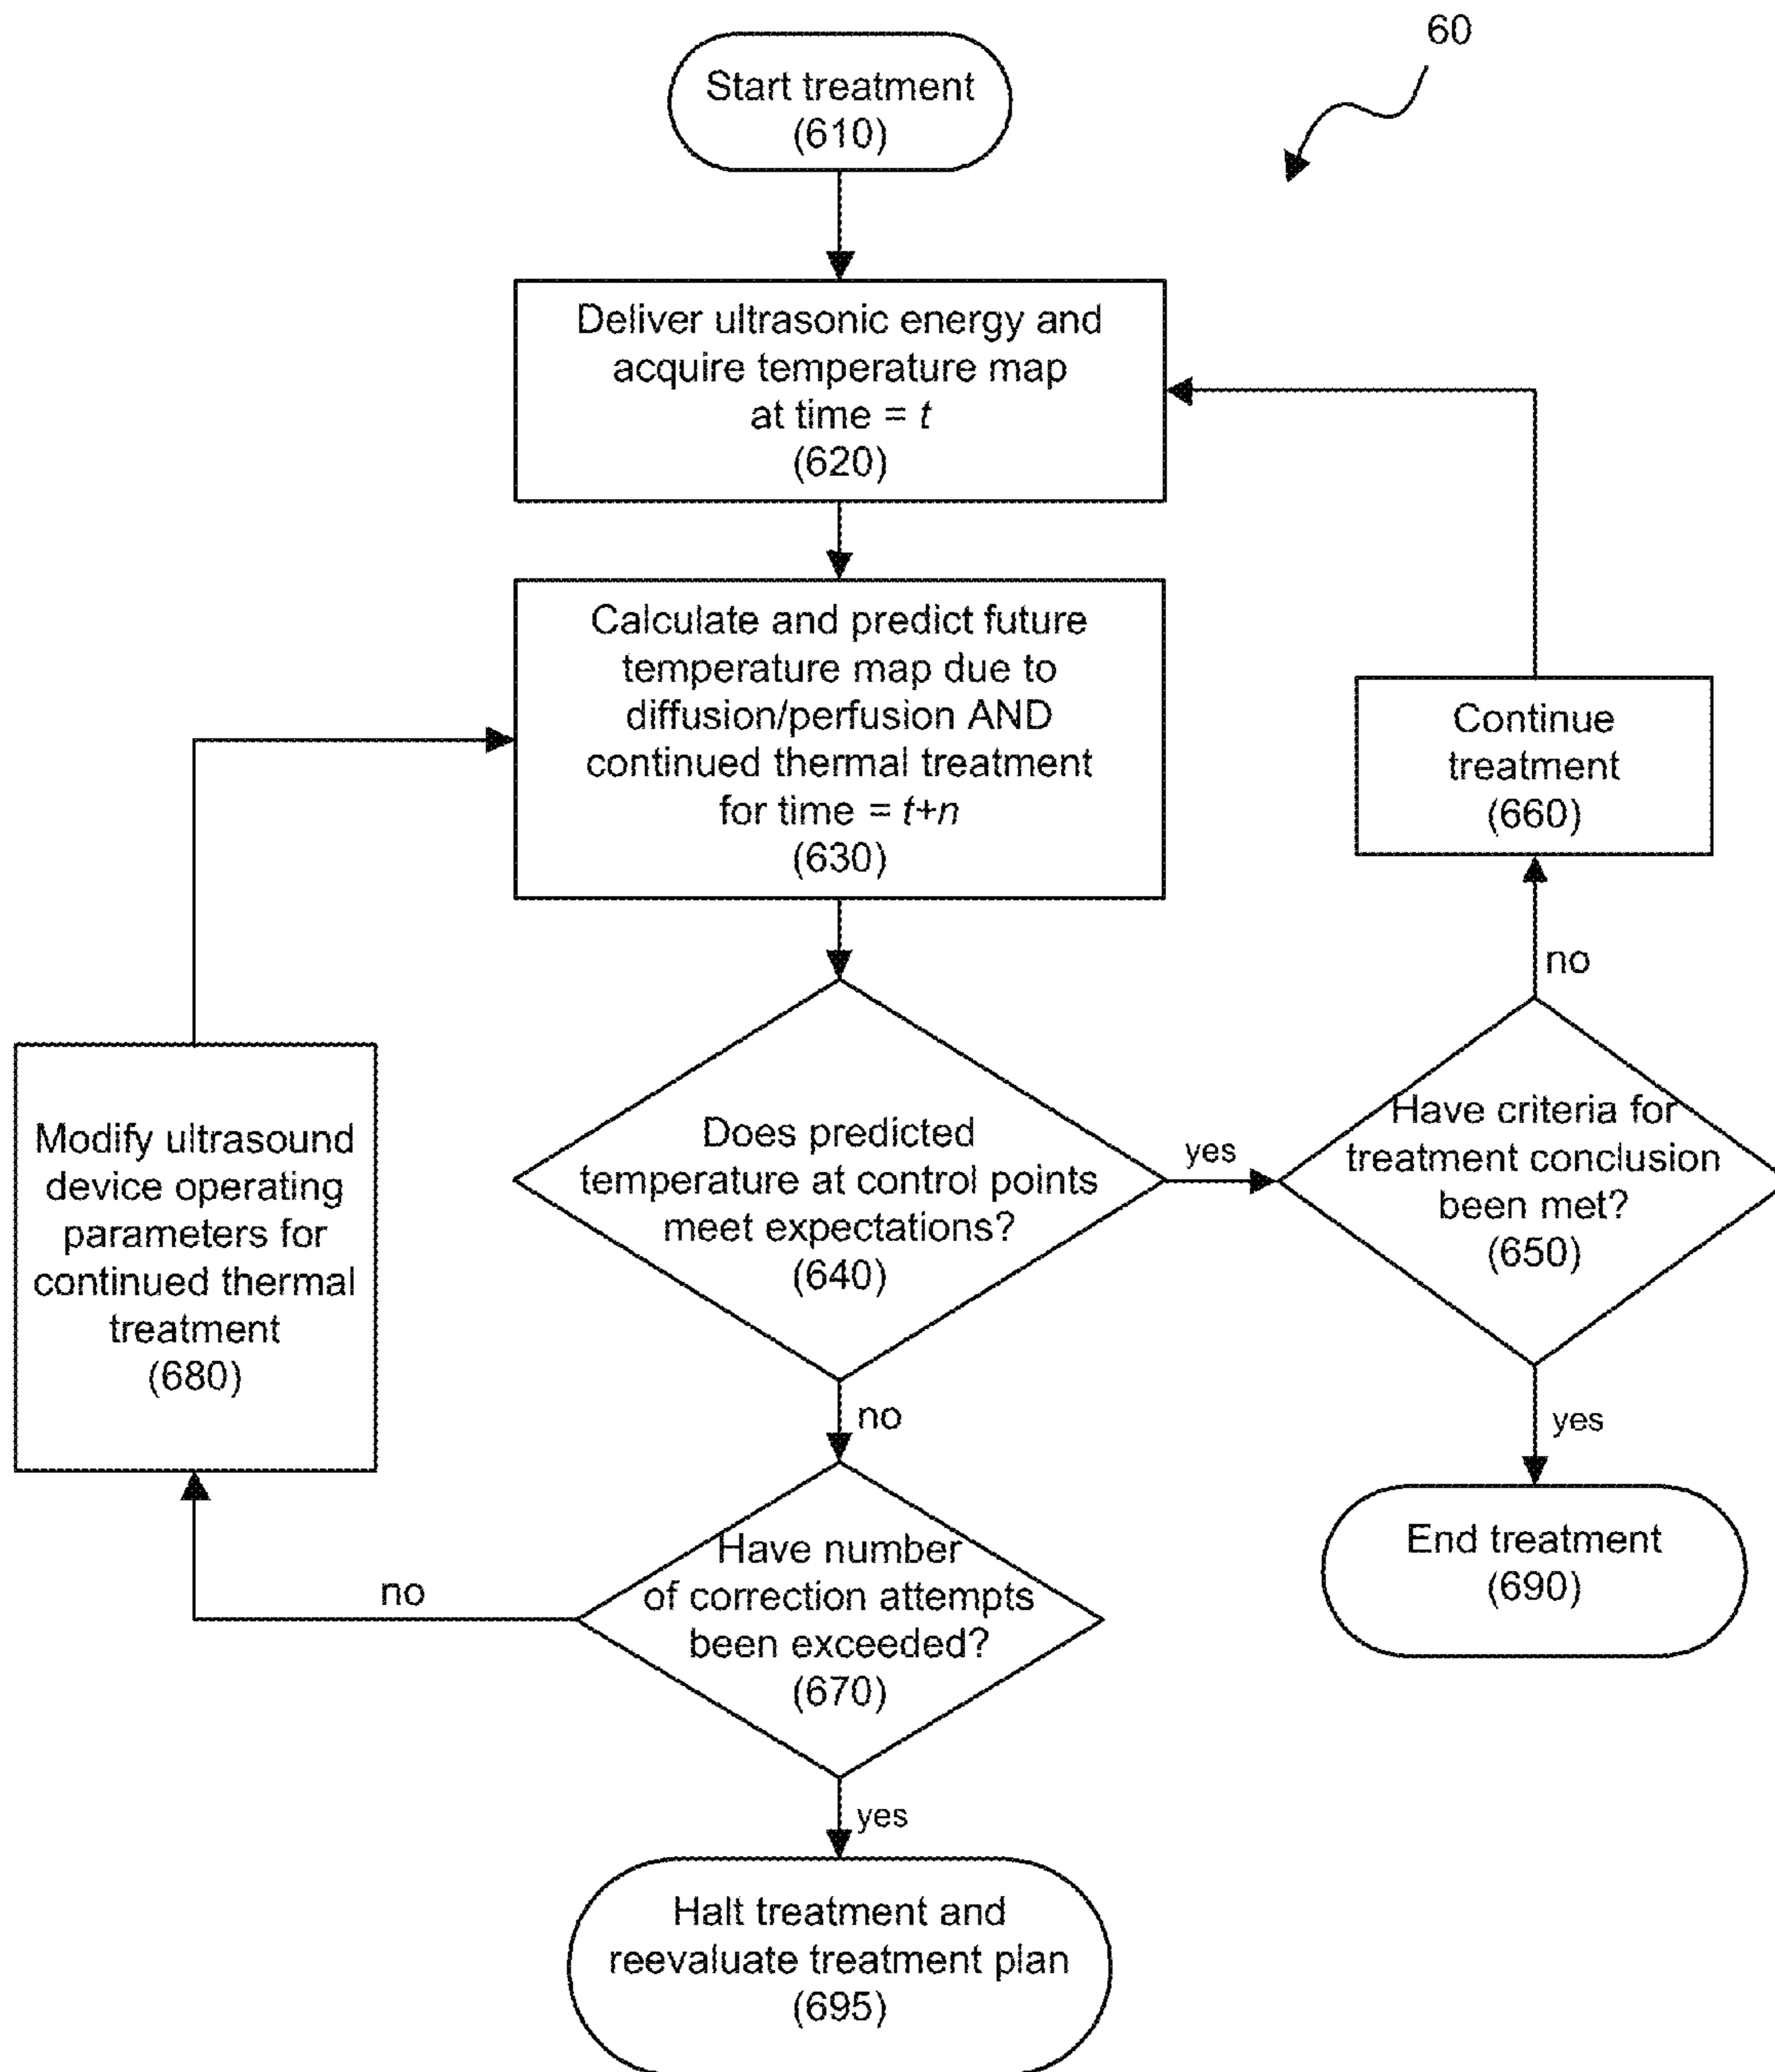 60
Start treatment
(610)
Deliver ultrasonic energy and
acquire temperature map
at time = t
(620)
Calculate and predict future
temperature map due to
diffusion/perfusion AND
continued thermal treatment
for time = t+n
(630)
Continue
treatment
(660)
no
Does predicted
temperature at control points
meet expectations?
(640)
yes
Have criteria for
treatment conclusion
been met?
(650)
Modify ultrasound
device operating
parameters for
continued thermal
treatment
(680)
no
yes
Have number
of correction attempts
been exceeded?
(670)
no
End treatment
(690)
yes
Halt treatment and
reevaluate treatment plan
(695)